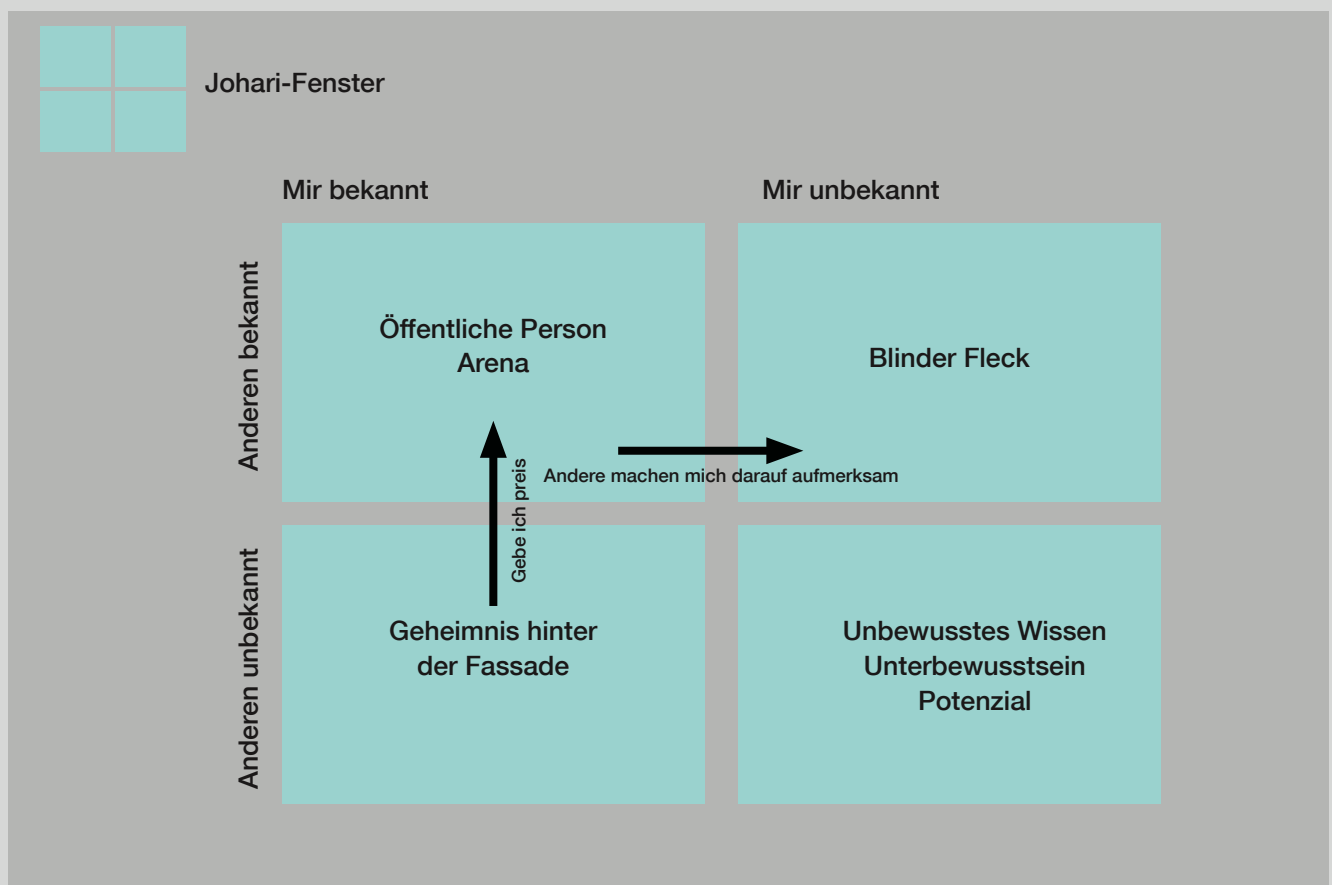 Johari-Fenster
Mir bekannt
Mir unbekannt
Anderen bekannt
Öffentliche Person
Arena
Blinder Fleck
Gebe ich preis
Andere machen mich darauf aufmerksam
Anderen unbekannt
Geheimnis hinter
der Fassade
Unbewusstes Wissen
Unterbewusstsein
Potenzial